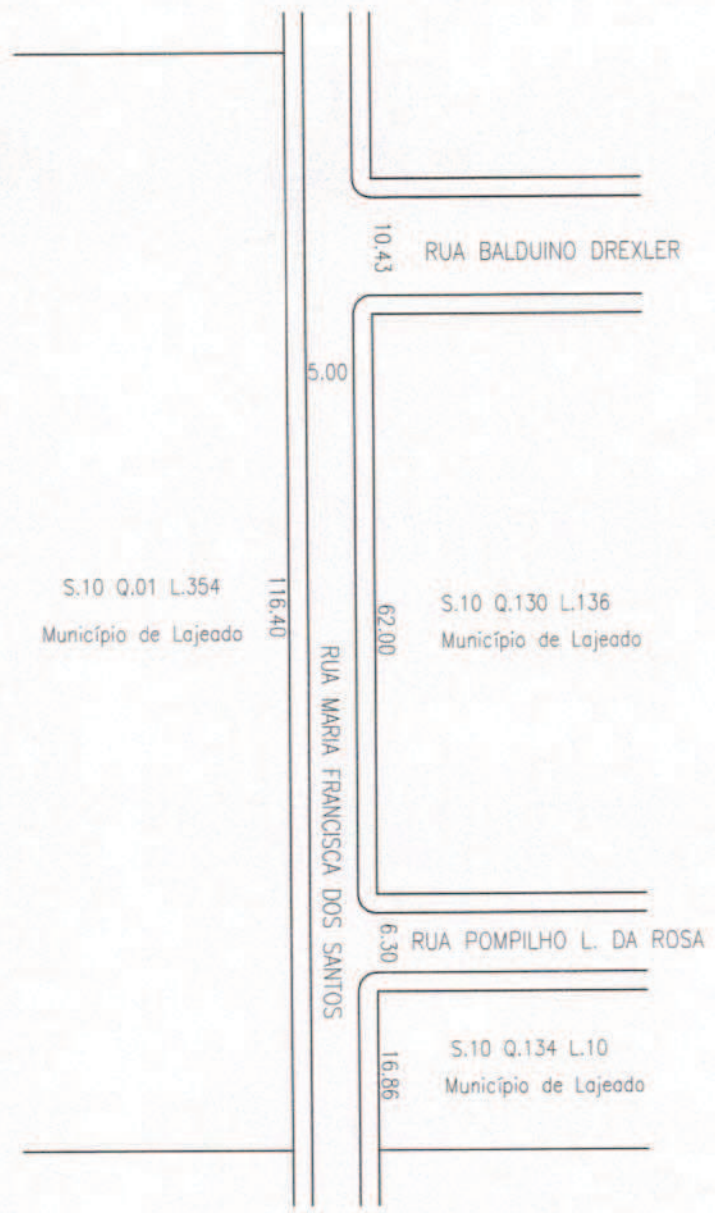 10.43
RUA BALDUINO DREXLER
5.00
S.10 Q.01 L.354
Município de Lajeado
116.40
62.00
S.10 Q.130 L.136
Município de Lajeado
RUA MARIA FRANCISCA DOS SANTOS
6.30
RUA POMPILHO L. DA ROSA
16.86
S.10 Q.134 L.10
Município de Lajeado